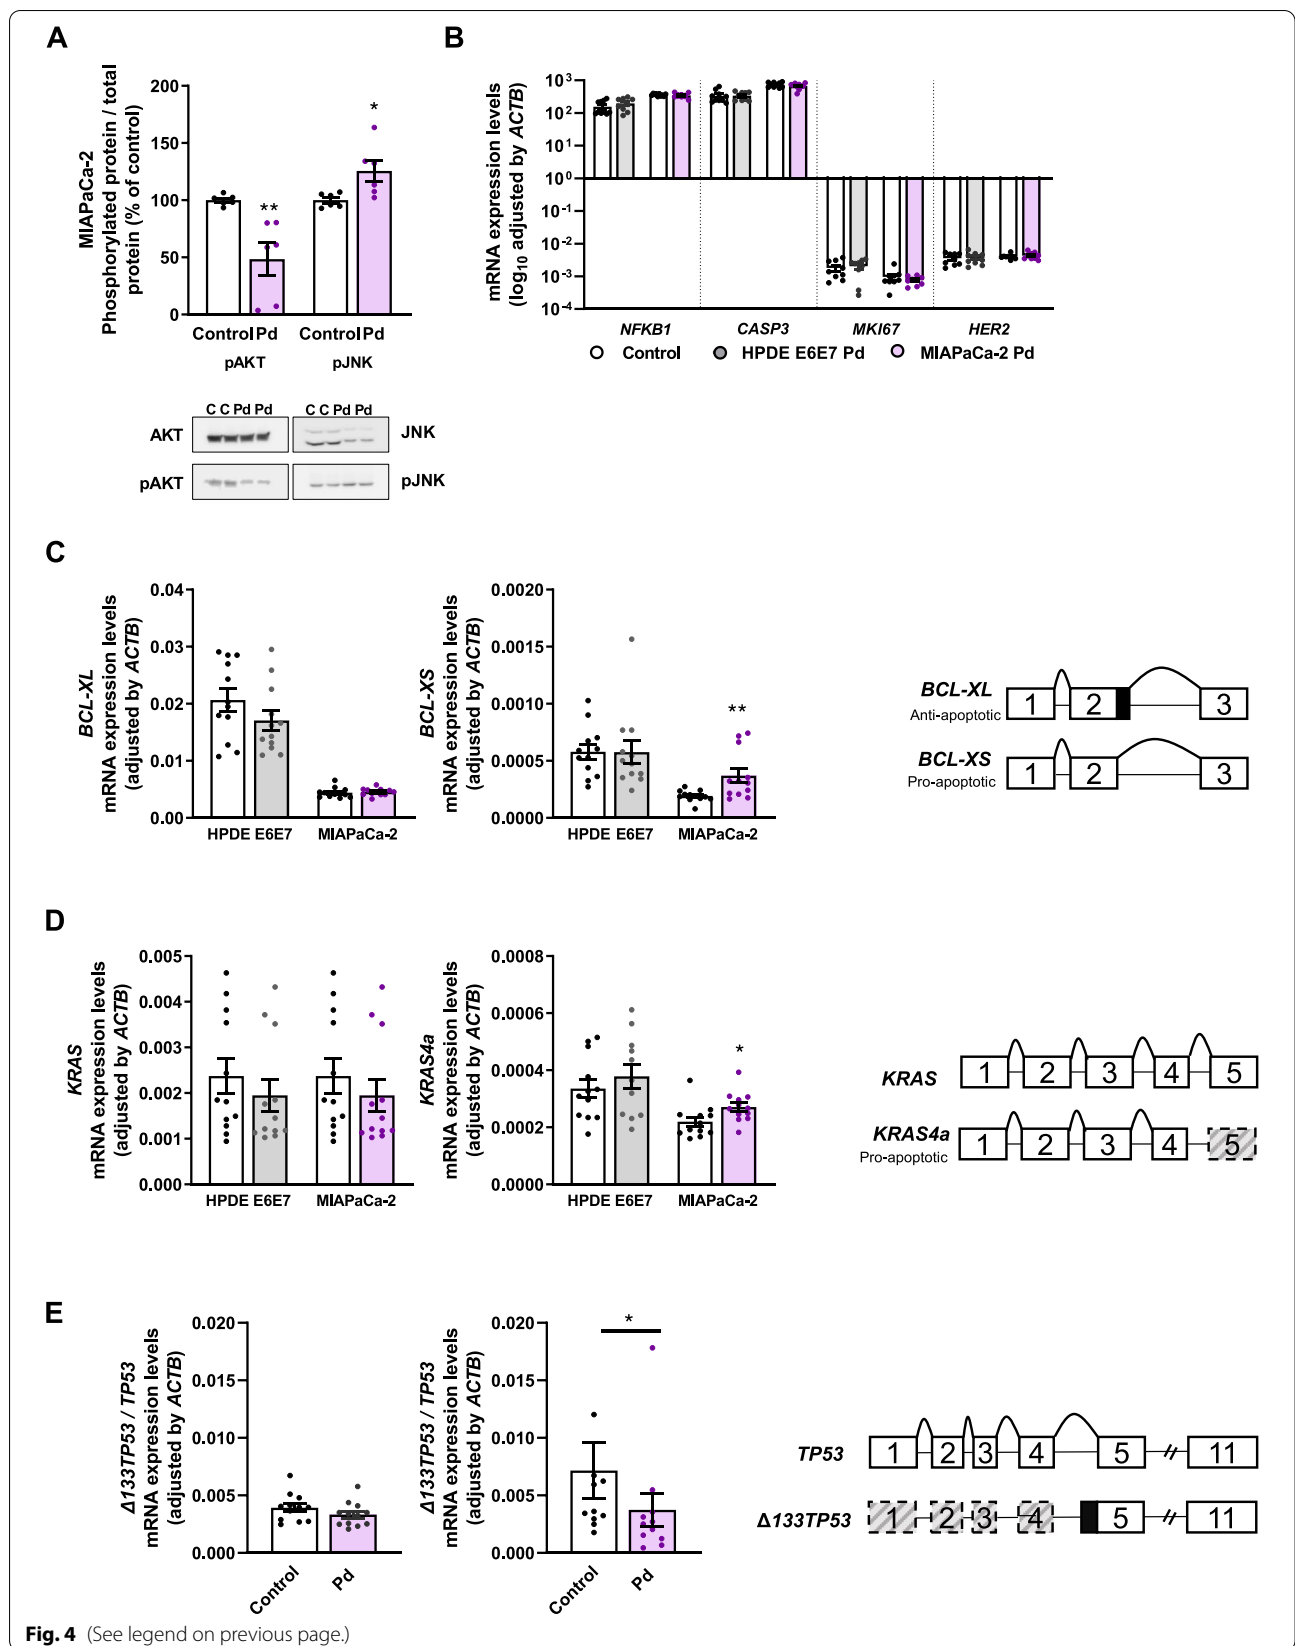 A
MIAPaCa-2
Phosphorylated protein / total
protein (% of control)
200
150
100
50
0
*
**
Control Pd
Control Pd
pAKT
pJNK
C C Pd Pd
C C Pd Pd
AKT
JNK
pAKT
pJNK
B
mRNA expression levels
(log10 adjusted by ACTB)
10³
10²
10¹
10⁰
10⁻¹
10⁻²
10⁻³
10⁻⁴
NFKB1
CASP3
MKI67
HER2
Control
HPDE E6E7 Pd
MIAPaCa-2 Pd
C
BCL-XL
mRNA expression levels
(adjusted by ACTB)
0.04
0.03
0.02
0.01
0.00
HPDE E6E7
MIAPaCa-2
BCL-XS
mRNA expression levels
(adjusted by ACTB)
0.0020
0.0015
0.0010
0.0005
0.0000
**
HPDE E6E7
MIAPaCa-2
BCL-XL
Anti-apoptotic
1 2 3
BCL-XS
Pro-apoptotic
1 2 3
D
KRAS
mRNA expression levels
(adjusted by ACTB)
0.005
0.004
0.003
0.002
0.001
0.000
HPDE E6E7
MIAPaCa-2
KRAS4a
mRNA expression levels
(adjusted by ACTB)
0.0008
0.0006
0.0004
0.0002
0.0000
*
HPDE E6E7
MIAPaCa-2
KRAS
1 2 3 4 5
KRAS4a
Pro-apoptotic
1 2 3 4 5
E
Δ133TP53 / TP53
mRNA expression levels
(adjusted by ACTB)
0.020
0.015
0.010
0.005
0.000
Control
Pd
Δ133TP53 / TP53
mRNA expression levels
(adjusted by ACTB)
0.020
0.015
0.010
0.005
0.000
*
Control
Pd
TP53
1 2 3 4 5 // 11
Δ133TP53
1 2 3 4 5 // 11
Fig. 4 (See legend on previous page.)